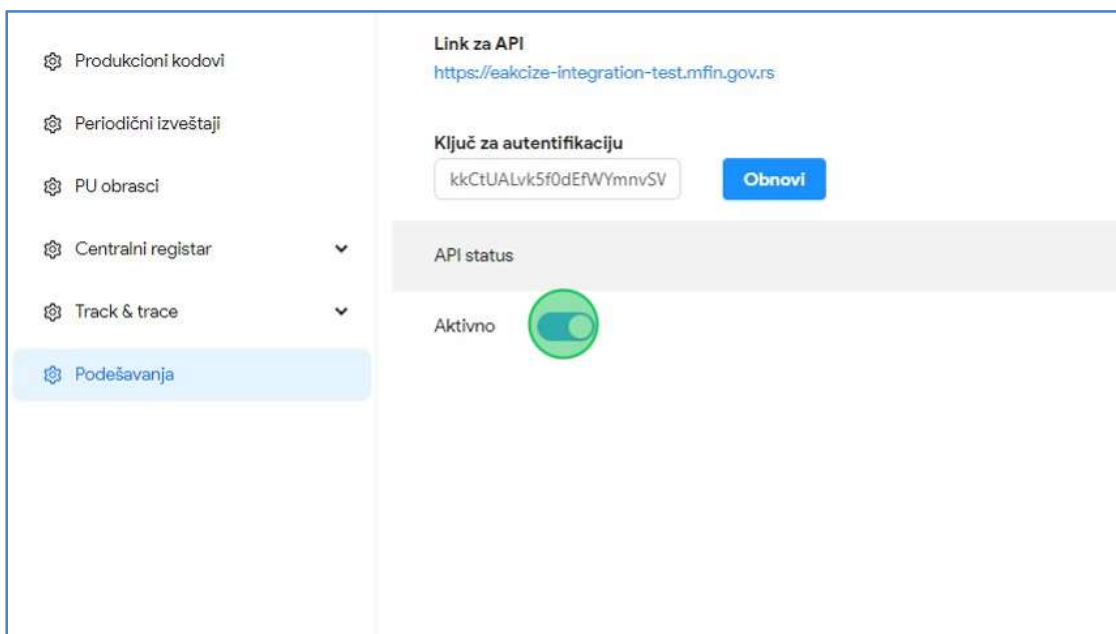 Produkcioni kodovi
Periodični izveštaji
PU obrasci
Centralni registar
Track & trace
Podešavanja
Link za API
https://eakcize-integration-test.mfin.gov.rs
Ključ za autentifikaciju
kkCtUALvk5f0dEfWYmnvSV
Obnovi
API status
Aktivno